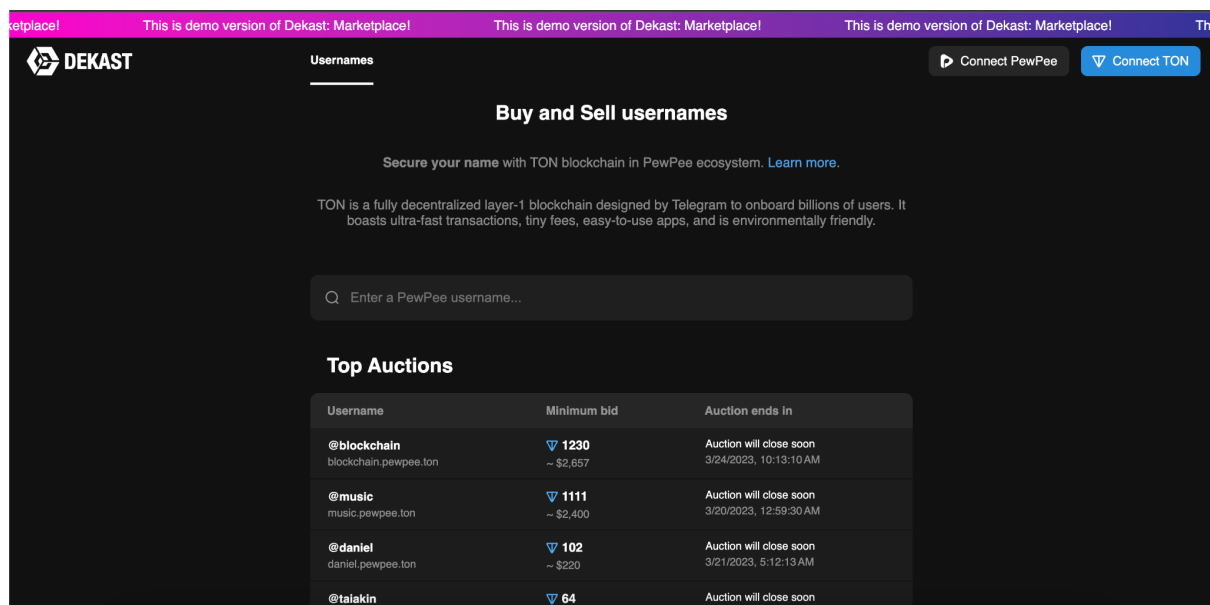 ketplace! This is demo version of Dekast: Marketplace! This is demo version of Dekast: Marketplace! This is demo version of Dekast: Marketplace! Th
DEKAST Usernames Connect PewPee Connect TON
Buy and Sell usernames
Secure your name with TON blockchain in PewPee ecosystem. Learn more.
TON is a fully decentralized layer-1 blockchain designed by Telegram to onboard billions of users. It
boasts ultra-fast transactions, tiny fees, easy-to-use apps, and is environmentally friendly.
Enter a PewPee username...
Top Auctions
Username Minimum bid Auction ends in
@blockchain 1230 Auction will close soon
blockchain.pewpee.ton ~ $2,657 3/24/2023, 10:13:10 AM
@music 1111 Auction will close soon
music.pewpee.ton ~ $2,400 3/20/2023, 12:59:30 AM
@daniel 102 Auction will close soon
daniel.pewpee.ton ~ $220 3/21/2023, 5:12:13 AM
@taiakin 64 Auction will close soon